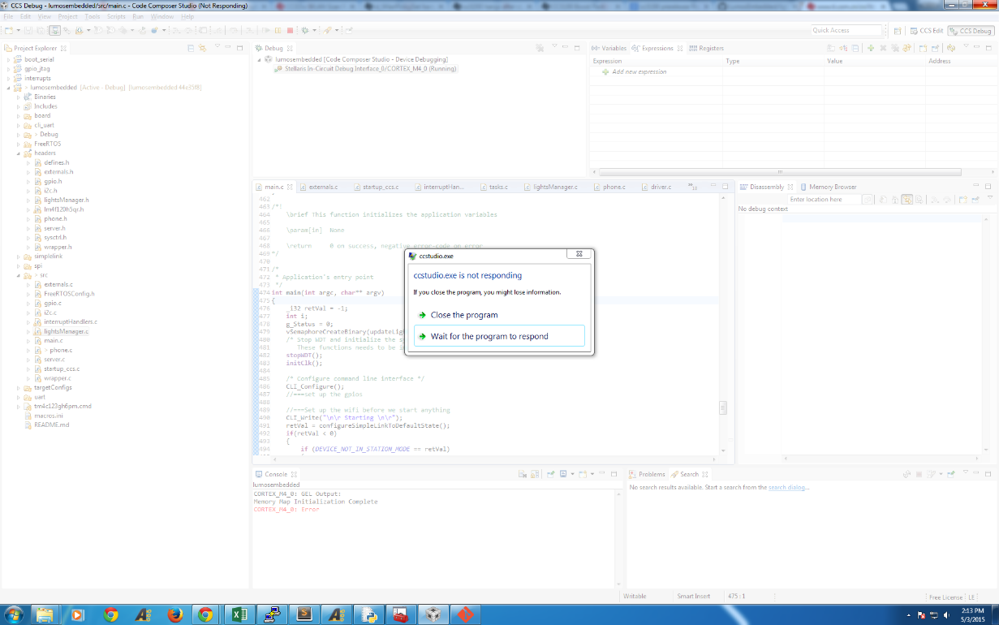 CCS Debug - lumosembedded/src/main.c - Code Composer Studio (Not Responding)
File Edit View Project Tools Scripts Run Window Help
Quick Access
CCS Edit CCS Debug
Project Explorer
boot_serial
gpio_jtag
interrupts
> lumosembedded [Active - Debug] [lumosembedded 44e35f8]
Binaries
Includes
board
cli_uart
> Debug
FreeRTOS
headers
defines.h
externals.h
gpio.h
i2c.h
lightsManager.h
lm4f120h5qr.h
phone.h
server.h
sysctrl.h
wrapper.h
simplelink
spi
> src
externals.c
FreeRTOSConfig.h
gpio.c
i2c.c
interruptHandlers.c
lightsManager.c
main.c
> phone.c
server.c
startup_ccs.c
wrapper.c
targetConfigs
uart
tm4c123gh6pm.cmd
macros.ini
README.md
Debug
lumosembedded [Code Composer Studio - Device Debugging]
Stellaris In-Circuit Debug Interface_0/CORTEX_M4_0 (Running)
(x)= Variables Expressions Registers
Expression Type Value Address
Add new expression
main.c externals.c startup_ccs.c interruptHan... tasks.c lightsManager.c phone.c driver.c
462
463 /*!
464 \brief This function initializes the application variables
465
466 \param[in] None
467
468 \return 0 on success, negative error-code on error
469 */
470
471 /*
472 * Application's entry point
473 */
474 int main(int argc, char** argv)
475 {
476 _i32 retVal = -1;
477 int i;
478 g_Status = 0;
479 vSemaphoreCreateBinary(updateLig
480 /* Stop WDT and initialize the sy
481 These functions needs to be i
482 stopWDT();
483 initClk();
484
485 /* Configure command line interface */
486 CLI_Configure();
487 //===set up the gpios
488
489 //===Set up the wifi before we start anything
490 CLI_Write("\n\r Starting \n\r");
491 retVal = configureSimpleLinkToDefaultState();
492 if(retVal < 0)
493 {
494 if (DEVICE_NOT_IN_STATION_MODE == retVal)
Disassembly Memory Browser
Enter location here
No debug context
ccstudio.exe
ccstudio.exe is not responding
If you close the program, you might lose information.
Close the program
Wait for the program to respond
Console
lumosembedded
CORTEX_M4_0: GEL Output:
Memory Map Initialization Complete
CORTEX_M4_0: Error
Problems Search
No search results available. Start a search from the search dialog...
Writable Smart Insert 475 : 1 Free License LE
2:13 PM
5/3/2015